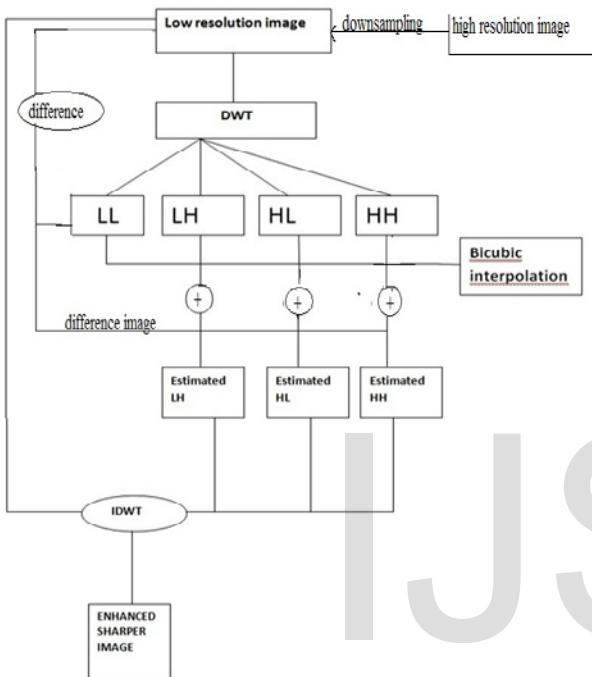 Low resolution image
downsampling
high resolution image
difference
DWT
LL
LH
HL
HH
Bicubic
interpolation
+
+
+
difference image
Estimated
LH
Estimated
HL
Estimated
HH
IDWT
ENHANCED
SHARPER
IMAGE
IJS